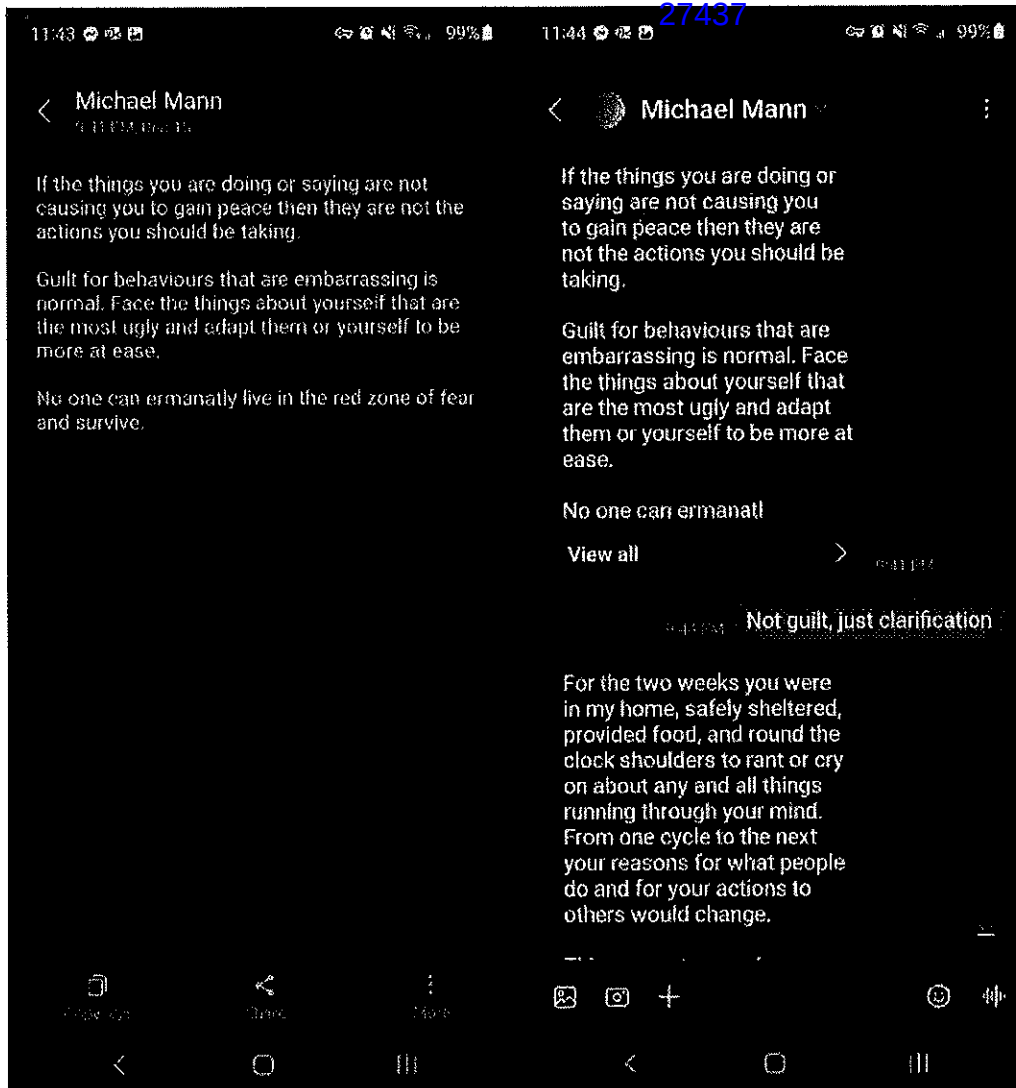 27437
11:43
99%
Michael Mann
If the things you are doing or saying are not
causing you to gain peace then they are not the
actions you should be taking.
Guilt for behaviours that are embarrassing is
normal. Face the things about yourself that are
the most ugly and adapt them or yourself to be
more at ease.
No one can ermanatly live in the red zone of fear
and survive.
Share
More
11:44
99%
Michael Mann
If the things you are doing or
saying are not causing you
to gain peace then they are
not the actions you should be
taking.
Guilt for behaviours that are
embarrassing is normal. Face
the things about yourself that
are the most ugly and adapt
them or yourself to be more at
ease.
No one can ermanatl
View all
9:41 PM
9:44 PM
Not guilt, just clarification
For the two weeks you were
in my home, safely sheltered,
provided food, and round the
clock shoulders to rant or cry
on about any and all things
running through your mind.
From one cycle to the next
your reasons for what people
do and for your actions to
others would change.